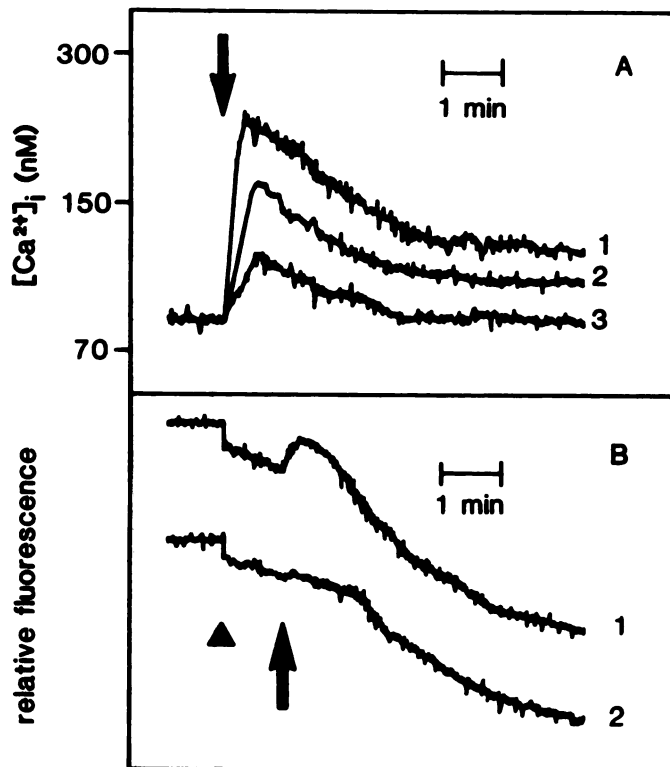 300
150
70
[Ca²⁺]ᵢ (nM)
A
1 min
1
2
3
relative fluorescence
B
1 min
1
2